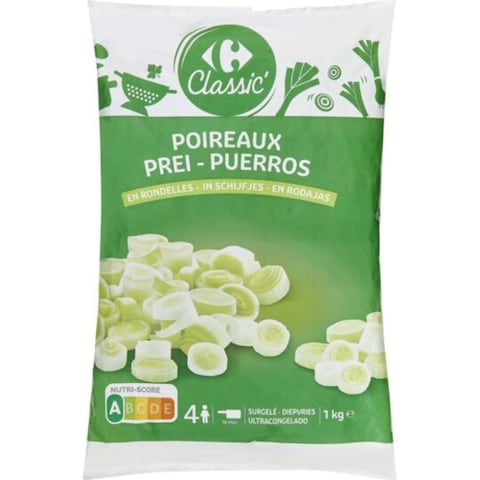 Classic'
POIREAUX
PREI - PUERROS
EN RONDELLES - IN SCHIJFJES - EN RODAJAS
NUTRI-SCORE
A B C D E
4
SURGELÉ - DIEPVRIES
ULTRACONGELADO
1 kg e